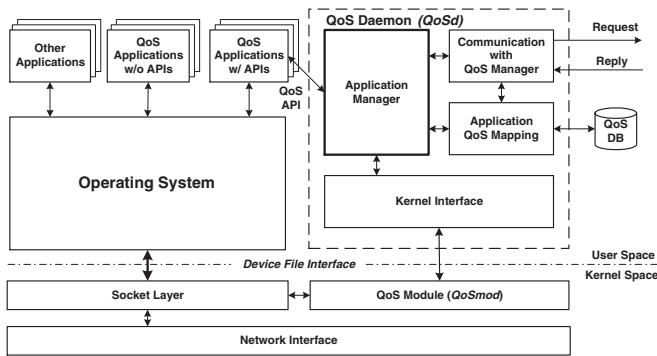 Other
Applications
QoS
Applications
w/o APIs
QoS
Applications
w/ APIs
QoS
API
QoS Daemon (QoSd)
Application
Manager
Communication
with
QoS Manager
Request
Reply
Application
QoS Mapping
QoS
DB
Kernel Interface
Operating System
Device File Interface
User Space
Kernel Space
Socket Layer
QoS Module (QoSmod)
Network Interface